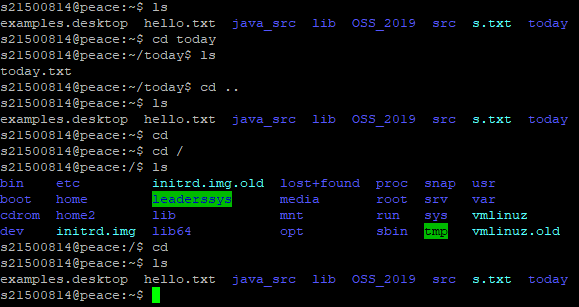 s21500814@peace:~$ ls
examples.desktop hello.txt java_src lib OSS_2019 src s.txt today
s21500814@peace:~$ cd today
s21500814@peace:~/today$ ls
today.txt
s21500814@peace:~/today$ cd ..
s21500814@peace:~$ ls
examples.desktop hello.txt java_src lib OSS_2019 src s.txt today
s21500814@peace:~$ cd
s21500814@peace:~$ cd /
s21500814@peace:/$ ls
bin etc initrd.img.old lost+found proc snap usr
boot home leaderssys media root srv var
cdrom home2 lib mnt run sys vmlinuz
dev initrd.img lib64 opt sbin tmp vmlinuz.old
s21500814@peace:/$ cd
s21500814@peace:~$ ls
examples.desktop hello.txt java_src lib OSS_2019 src s.txt today
s21500814@peace:~$